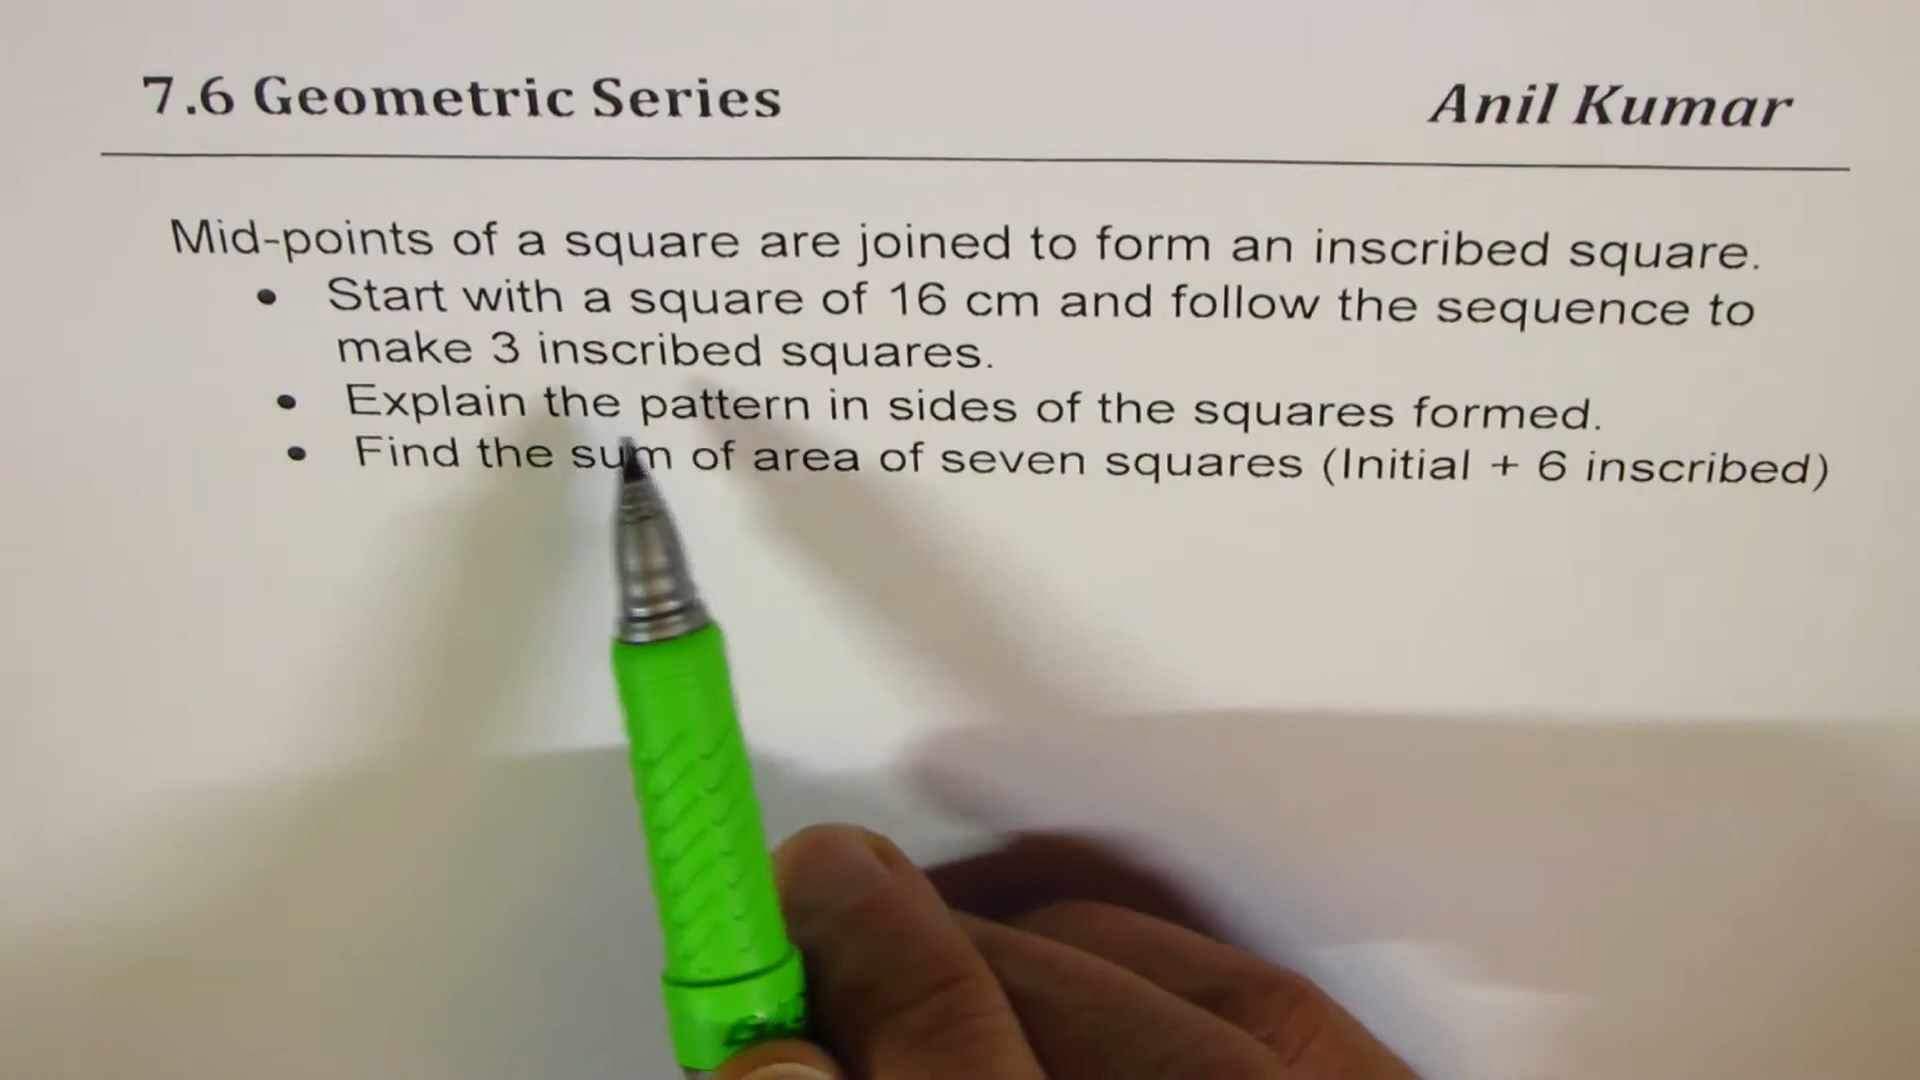 7.6 Geometric Series
Anil Kumar
Mid-points of a square are joined to form an inscribed square.
• Start with a square of 16 cm and follow the sequence to
make 3 inscribed squares.
• Explain the pattern in sides of the squares formed.
• Find the sum of area of seven squares (Initial + 6 inscribed)